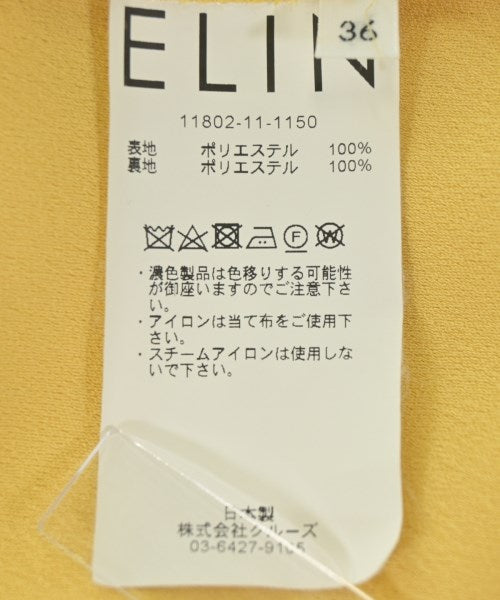 36
ELIN
11802-11-1150
表地 ポリエステル 100%
裏地 ポリエステル 100%
・濃色製品は色移りする可能性
が御座いますのでご注意下さ
い。
・アイロンは当て布をご使用下
さい。
・スチームアイロンは使用しな
いで下さい。
日本製
株式会社クルーズ
03-6427-9105